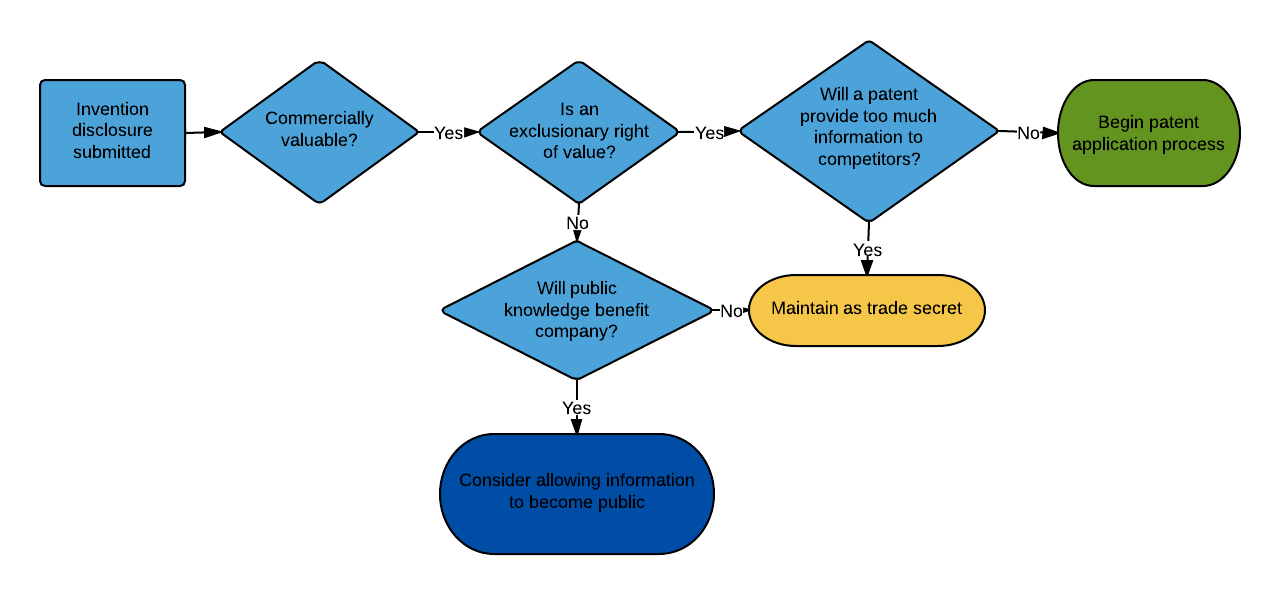 Invention
disclosure
submitted
Commercially
valuable?
Yes
Is an
exclusionary right
of value?
Yes
Will a patent
provide too much
information to
competitors?
No
Begin patent
application process
No
Yes
Will public
knowledge benefit
company?
No
Maintain as trade secret
Yes
Consider allowing information
to become public